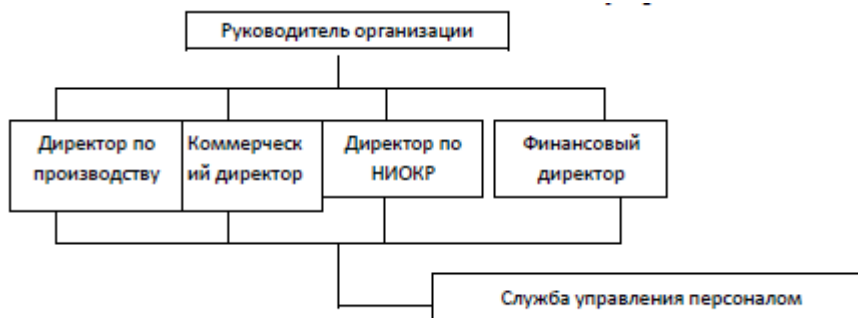 Руководитель организации
Директор по
производству
Коммерческ
ий директор
Директор по
НИОКР
Финансовый
директор
Служба управления персоналом